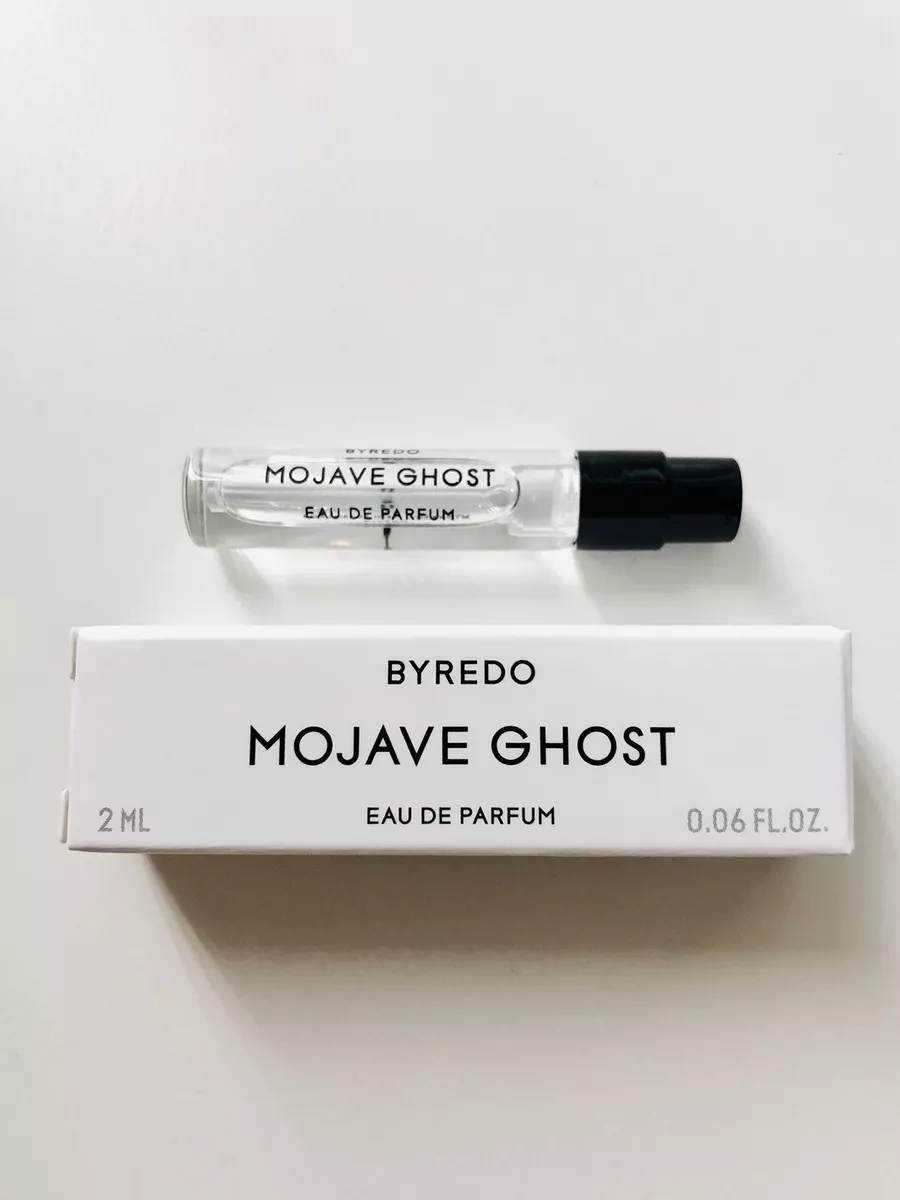 BYREDO
MOJAVE GHOST
EAU DE PARFUM
BYREDO
MOJAVE GHOST
2 ML EAU DE PARFUM 0.06 FL.OZ.